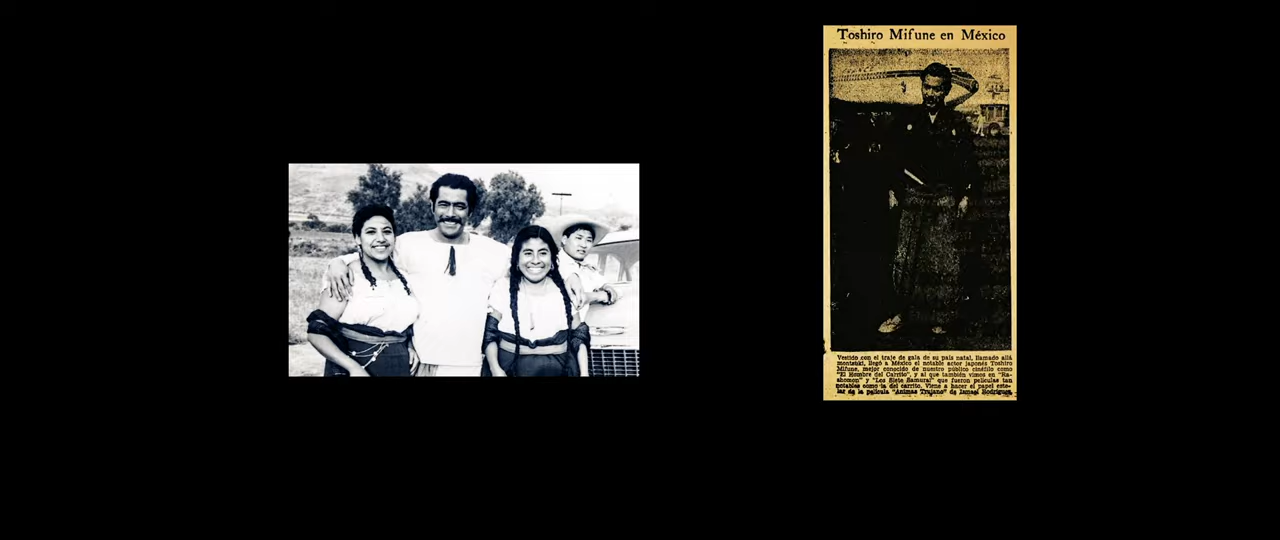 Toshiro Mifune en México
Vestido con el traje de gala de su país natal, llamado allá
montsuki, llegó a México el notable actor japonés Toshiro
Mifune, mejor conocido de nuestro público cinéfilo como
"El Hombre del Carrito", y al que también vimos en "Ra-
shomon" y "Los Siete Samurai" que fueron películas tan
notables como la del carrito. Viene a hacer el papel este-
lar de la película "Animas Trujano" de Ismael Rodríguez.